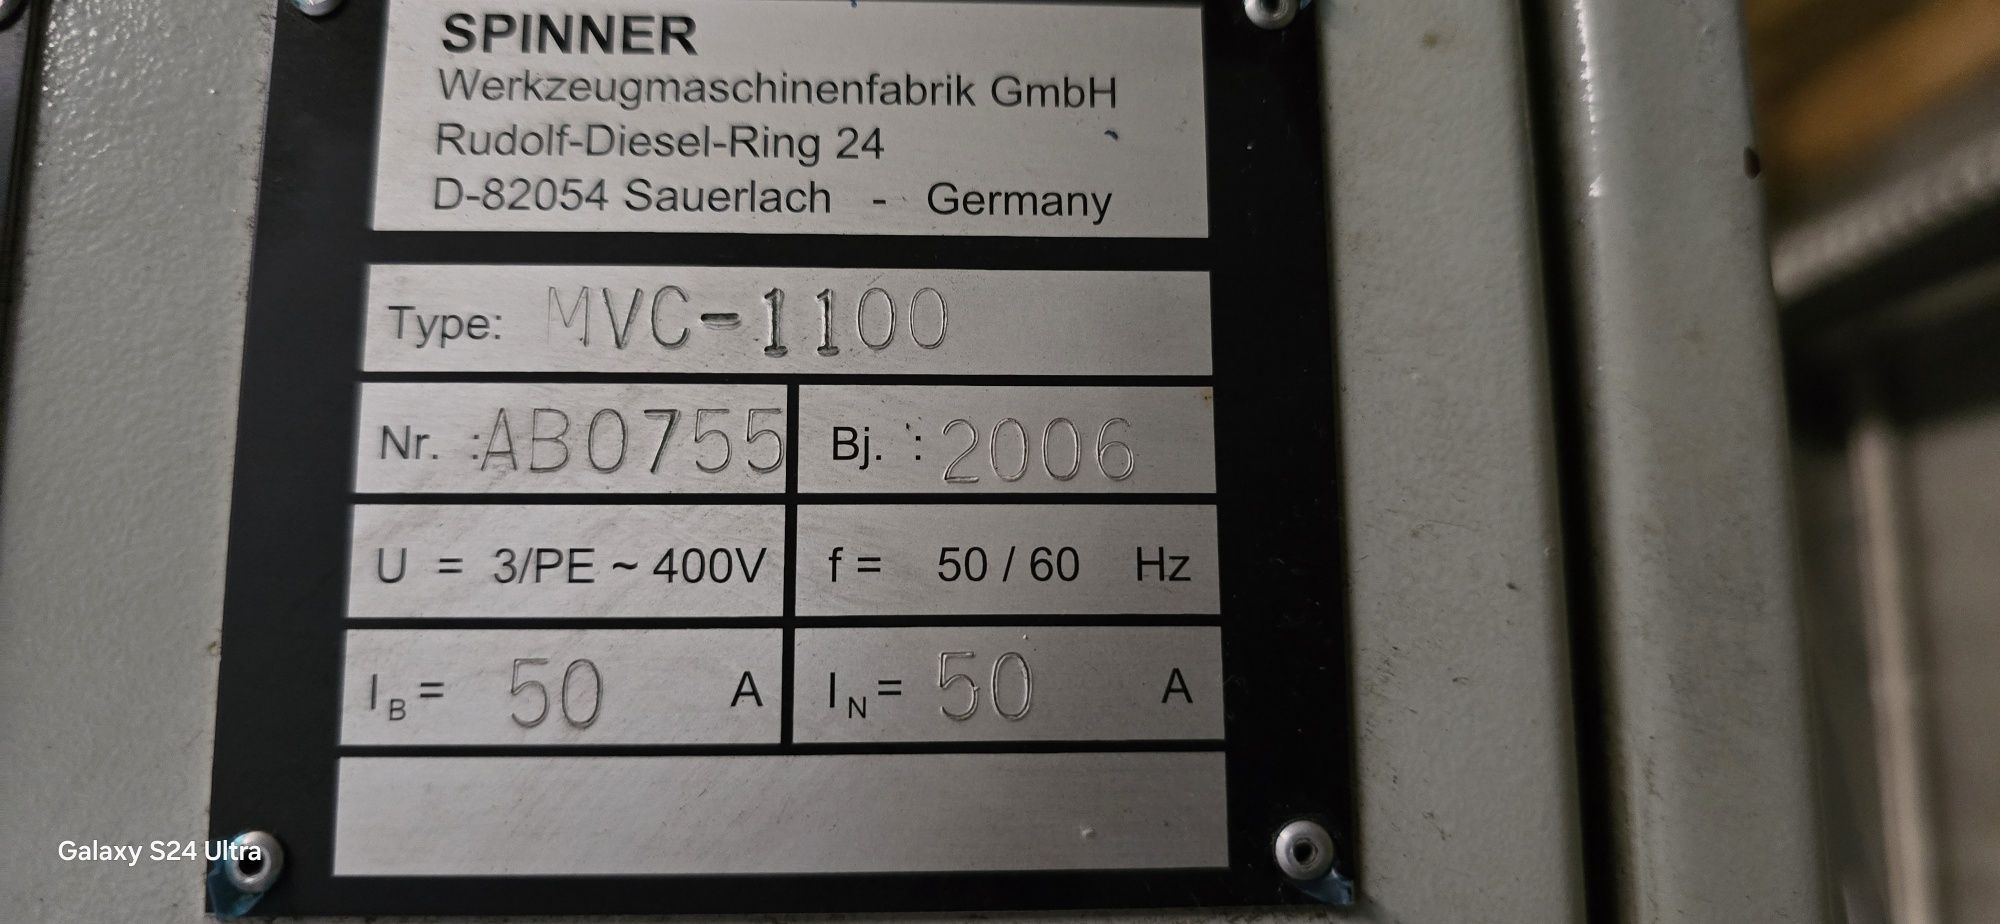 SPINNER
Werkzeugmaschinenfabrik GmbH
Rudolf-Diesel-Ring 24
D-82054 Sauerlach - Germany
Type: MVC-1100
Nr. :AB0755 Bj. : 2006
U = 3/PE ~ 400V f = 50 / 60 Hz
IB = 50 A IN = 50 A
Galaxy S24 Ultra